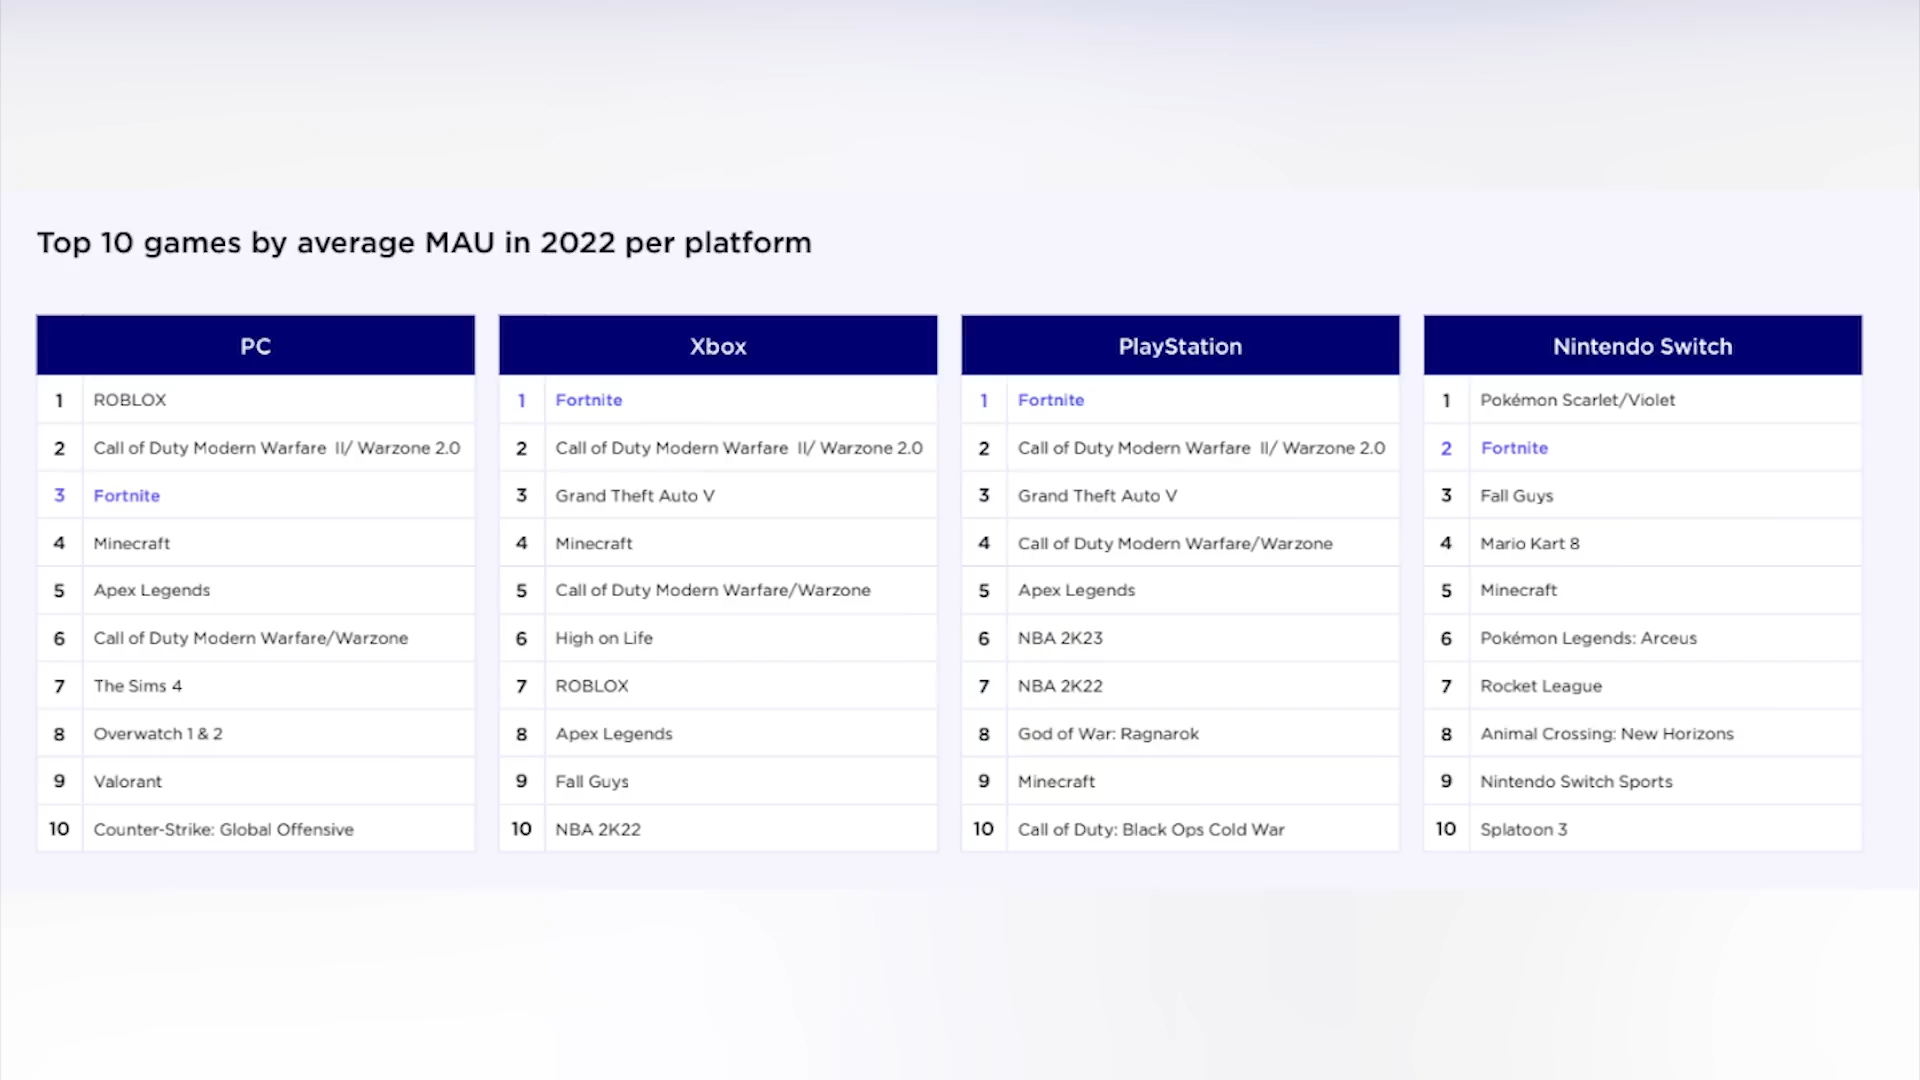 Top 10 games by average MAU in 2022 per platform
PC
1 ROBLOX
2 Call of Duty Modern Warfare II/ Warzone 2.0
3 Fortnite
4 Minecraft
5 Apex Legends
6 Call of Duty Modern Warfare/Warzone
7 The Sims 4
8 Overwatch 1 & 2
9 Valorant
10 Counter-Strike: Global Offensive
Xbox
1 Fortnite
2 Call of Duty Modern Warfare II/ Warzone 2.0
3 Grand Theft Auto V
4 Minecraft
5 Call of Duty Modern Warfare/Warzone
6 High on Life
7 ROBLOX
8 Apex Legends
9 Fall Guys
10 NBA 2K22
PlayStation
1 Fortnite
2 Call of Duty Modern Warfare II/ Warzone 2.0
3 Grand Theft Auto V
4 Call of Duty Modern Warfare/Warzone
5 Apex Legends
6 NBA 2K23
7 NBA 2K22
8 God of War: Ragnarok
9 Minecraft
10 Call of Duty: Black Ops Cold War
Nintendo Switch
1 Pokémon Scarlet/Violet
2 Fortnite
3 Fall Guys
4 Mario Kart 8
5 Minecraft
6 Pokémon Legends: Arceus
7 Rocket League
8 Animal Crossing: New Horizons
9 Nintendo Switch Sports
10 Splatoon 3